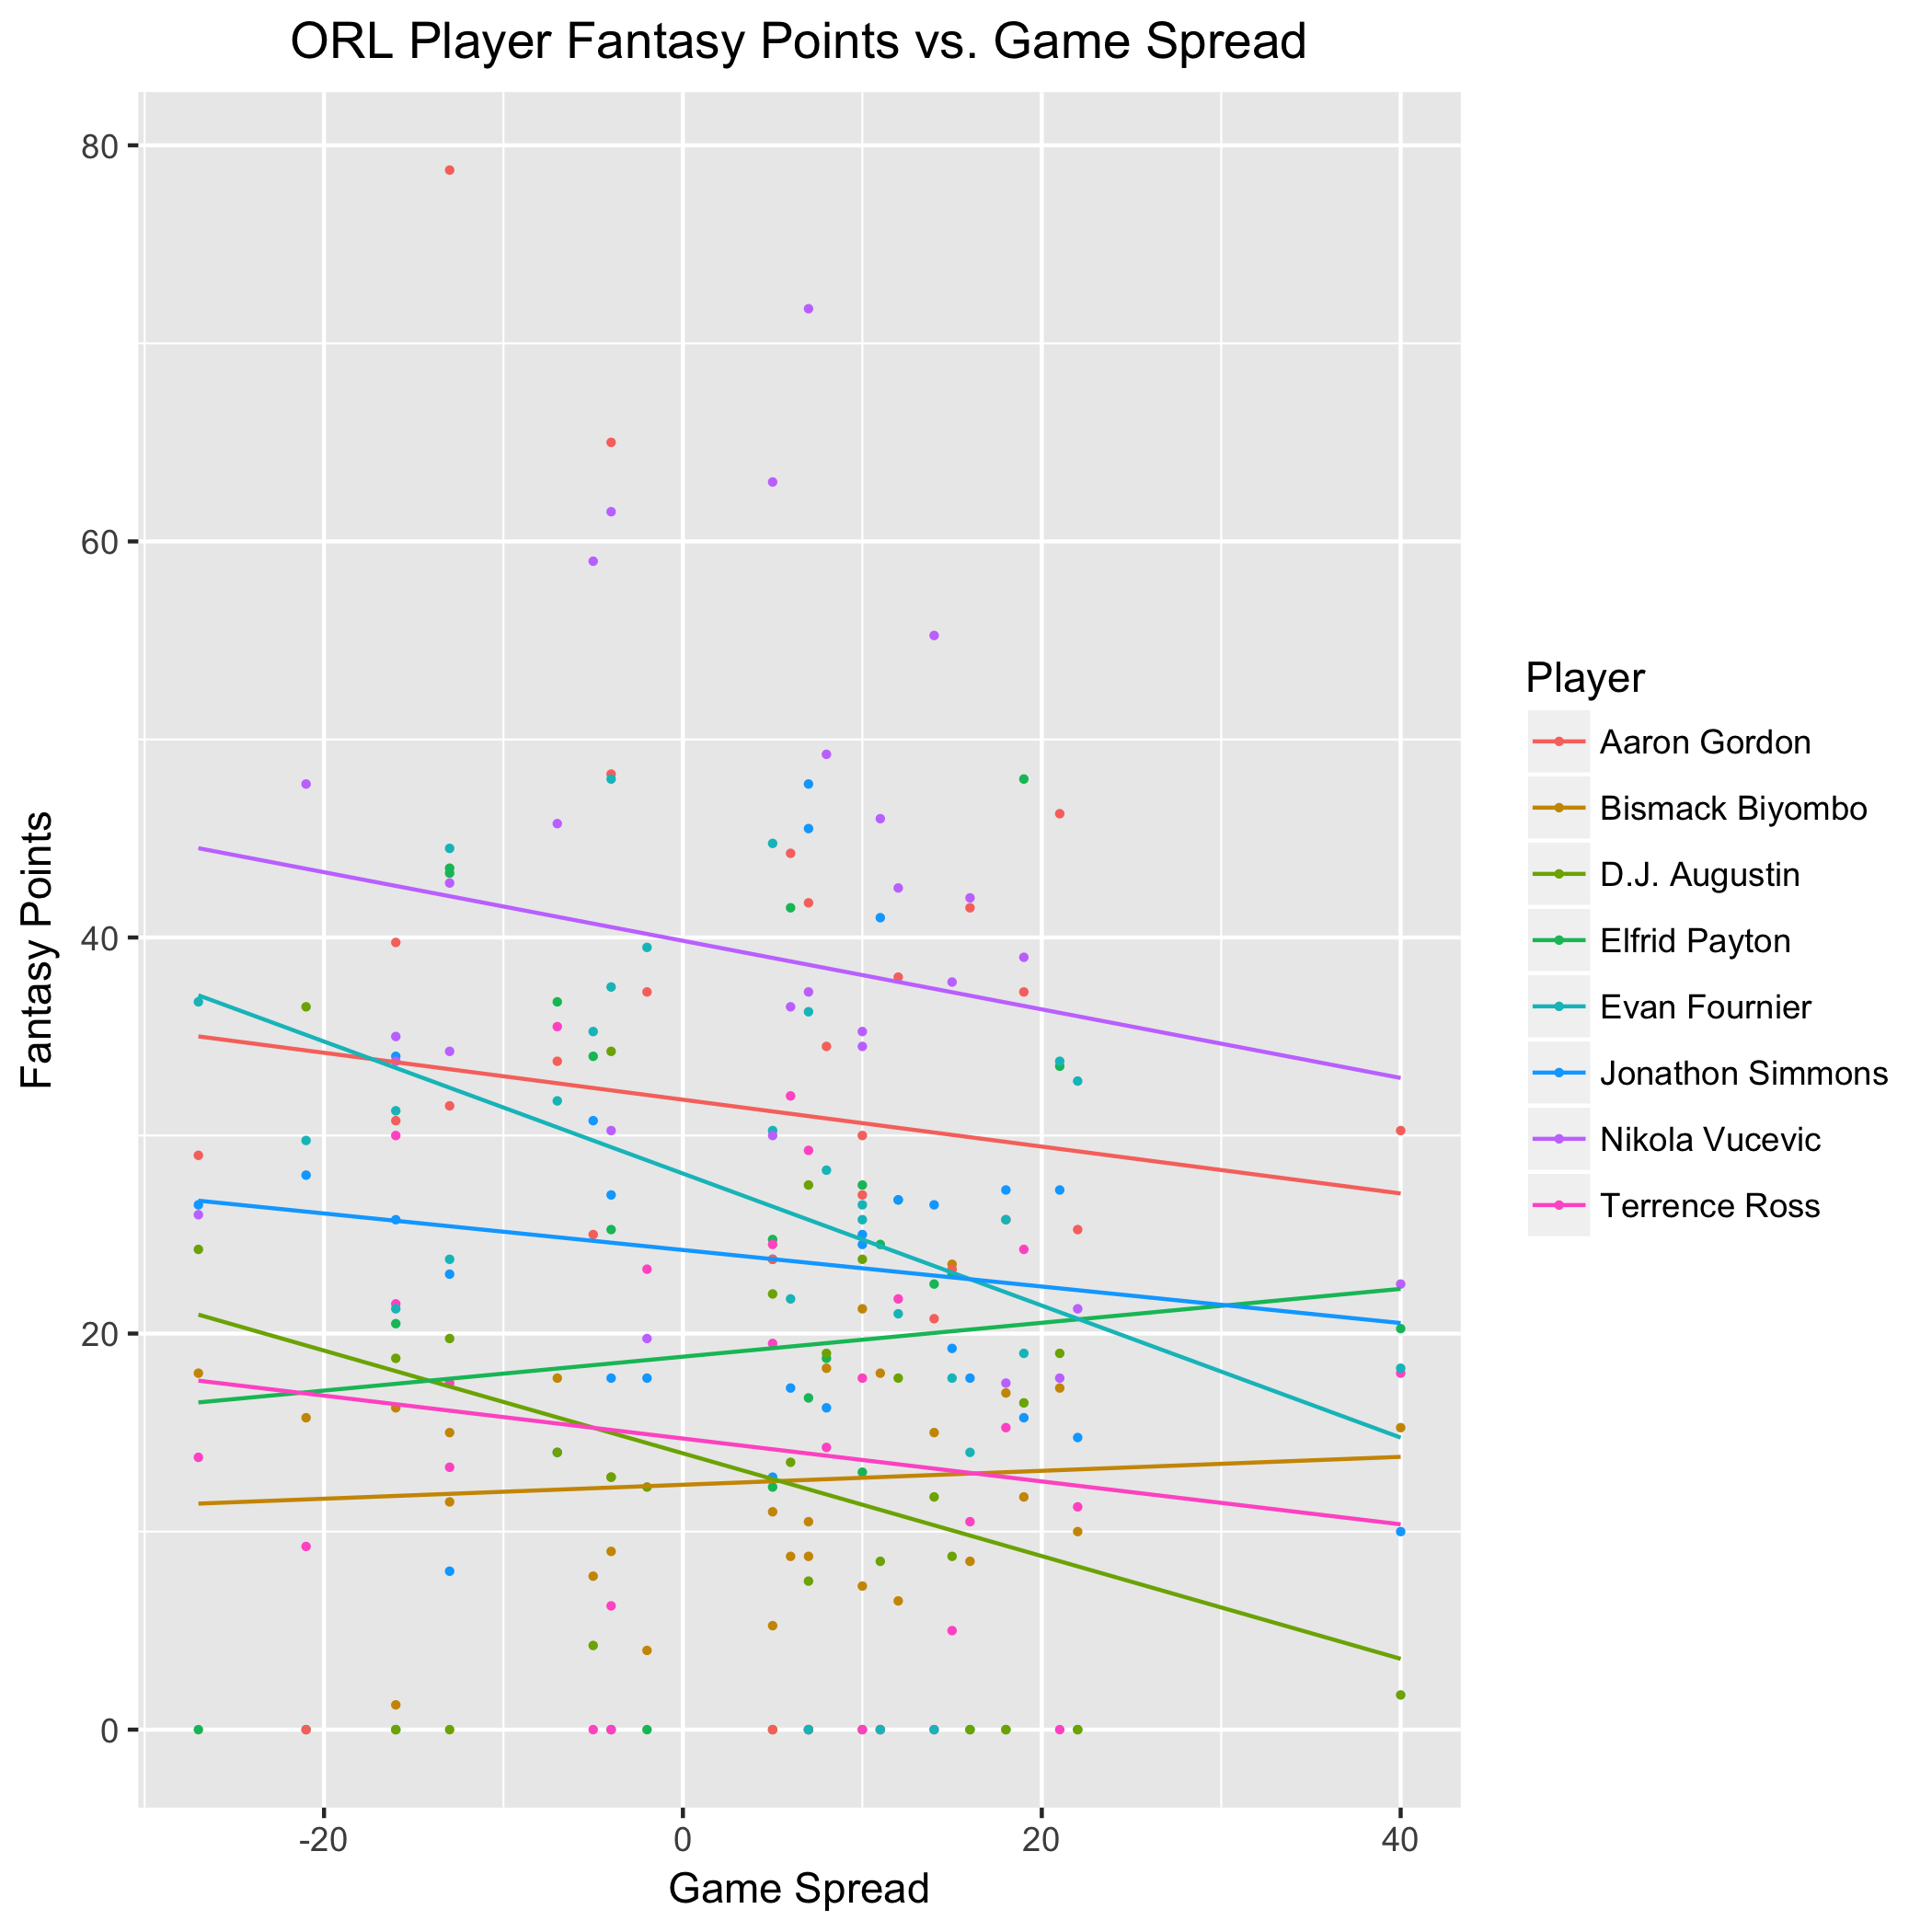 ORL Player Fantasy Points vs. Game Spread
80
60
40
20
0
Fantasy Points
-20
0
20
40
Game Spread
Player
Aaron Gordon
Bismack Biyombo
D.J. Augustin
Elfrid Payton
Evan Fournier
Jonathon Simmons
Nikola Vucevic
Terrence Ross